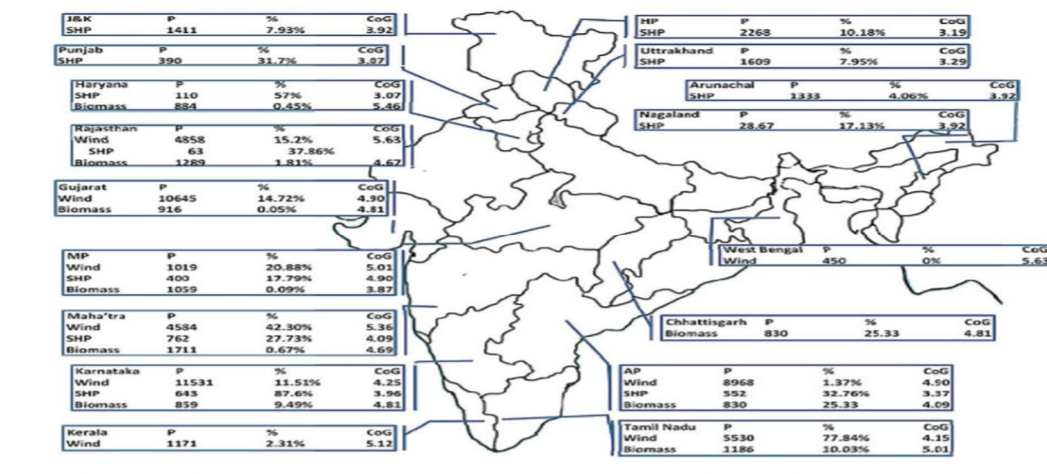 J&K P % CoG
SHP 1411 7.93% 3.92
Punjab P % CoG
SHP 390 31.7% 3.07
Haryana P % CoG
SHP 110 57% 3.07
Biomass 884 0.45% 5.46
Rajasthan P % CoG
Wind 4858 15.2% 5.63
SHP 63 37.86%
Biomass 1289 1.81% 4.67
Gujarat P % CoG
Wind 10645 14.72% 4.90
Biomass 916 0.05% 4.81
MP P % CoG
Wind 1019 20.88% 5.01
SHP 400 17.79% 4.90
Biomass 1059 0.09% 3.87
Maha'tra P % CoG
Wind 4584 42.30% 5.36
SHP 762 27.73% 4.09
Biomass 1711 0.67% 4.69
Karnataka P % CoG
Wind 11531 11.51% 4.25
SHP 643 87.6% 3.96
Biomass 859 9.49% 4.81
Kerala P % CoG
Wind 1171 2.31% 5.12
HP P % CoG
SHP 2268 10.18% 3.19
Uttrakhand P % CoG
SHP 1609 7.95% 3.29
Arunachal P % CoG
SHP 1333 4.06% 3.92
Nagaland P % CoG
SHP 28.67 17.13% 3.92
West Bengal P % CoG
Wind 450 0% 5.63
Chhattisgarh P % CoG
Biomass 830 25.33 4.81
AP P % CoG
Wind 8968 1.37% 4.90
SHP 552 32.76% 3.37
Biomass 830 25.33 4.09
Tamil Nadu P % CoG
Wind 5530 77.84% 4.15
Biomass 1186 10.03% 5.01